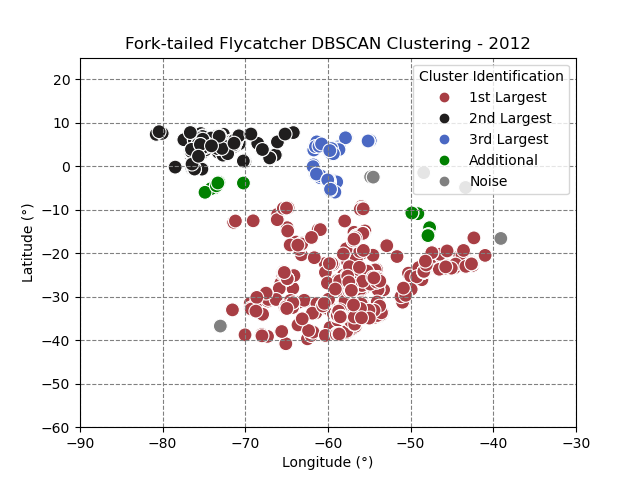 Fork-tailed Flycatcher DBSCAN Clustering - 2012
Cluster Identification
1st Largest
2nd Largest
3rd Largest
Additional
Noise
20
10
0
−10
−20
−30
−40
−50
−60
Latitude (°)
−90
−80
−70
−60
−50
−40
−30
Longitude (°)